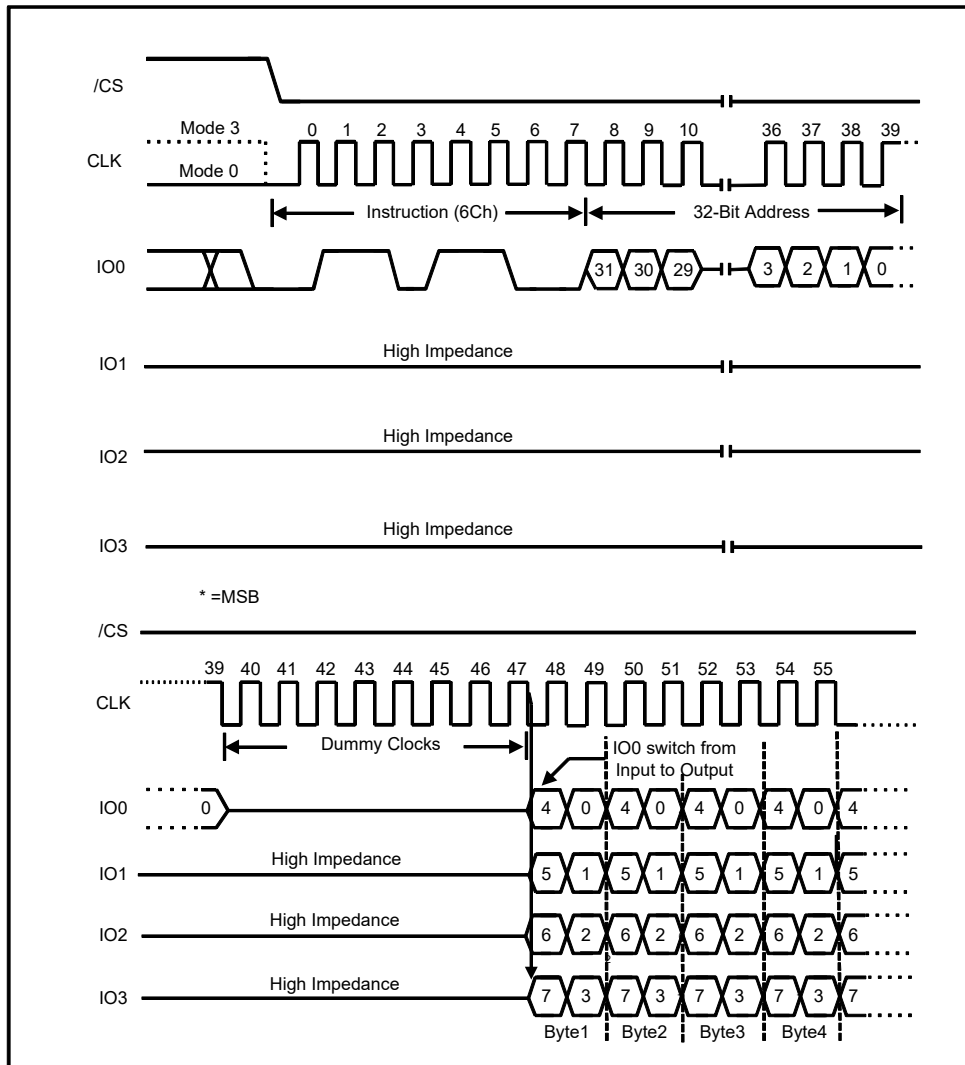 /CS
Mode 3
0 1 2 3 4 5 6 7 8 9 10 36 37 38 39
CLK
Mode 0
Instruction (6Ch)
32-Bit Address
IO0
31 30 29 3 2 1 0
High Impedance
IO1
High Impedance
IO2
High Impedance
IO3
* =MSB
/CS
39 40 41 42 43 44 45 46 47 48 49 50 51 52 53 54 55
CLK
Dummy Clocks
IO0 switch from
Input to Output
IO0
0 4 0 4 0 4 0 4 0 4
High Impedance
IO1
5 1 5 1 5 1 5 1 5
High Impedance
IO2
6 2 6 2 6 2 6 2 6
2
High Impedance
IO3
7 3 7 3 7 3 7 3 7
Byte1 Byte2 Byte3 Byte4